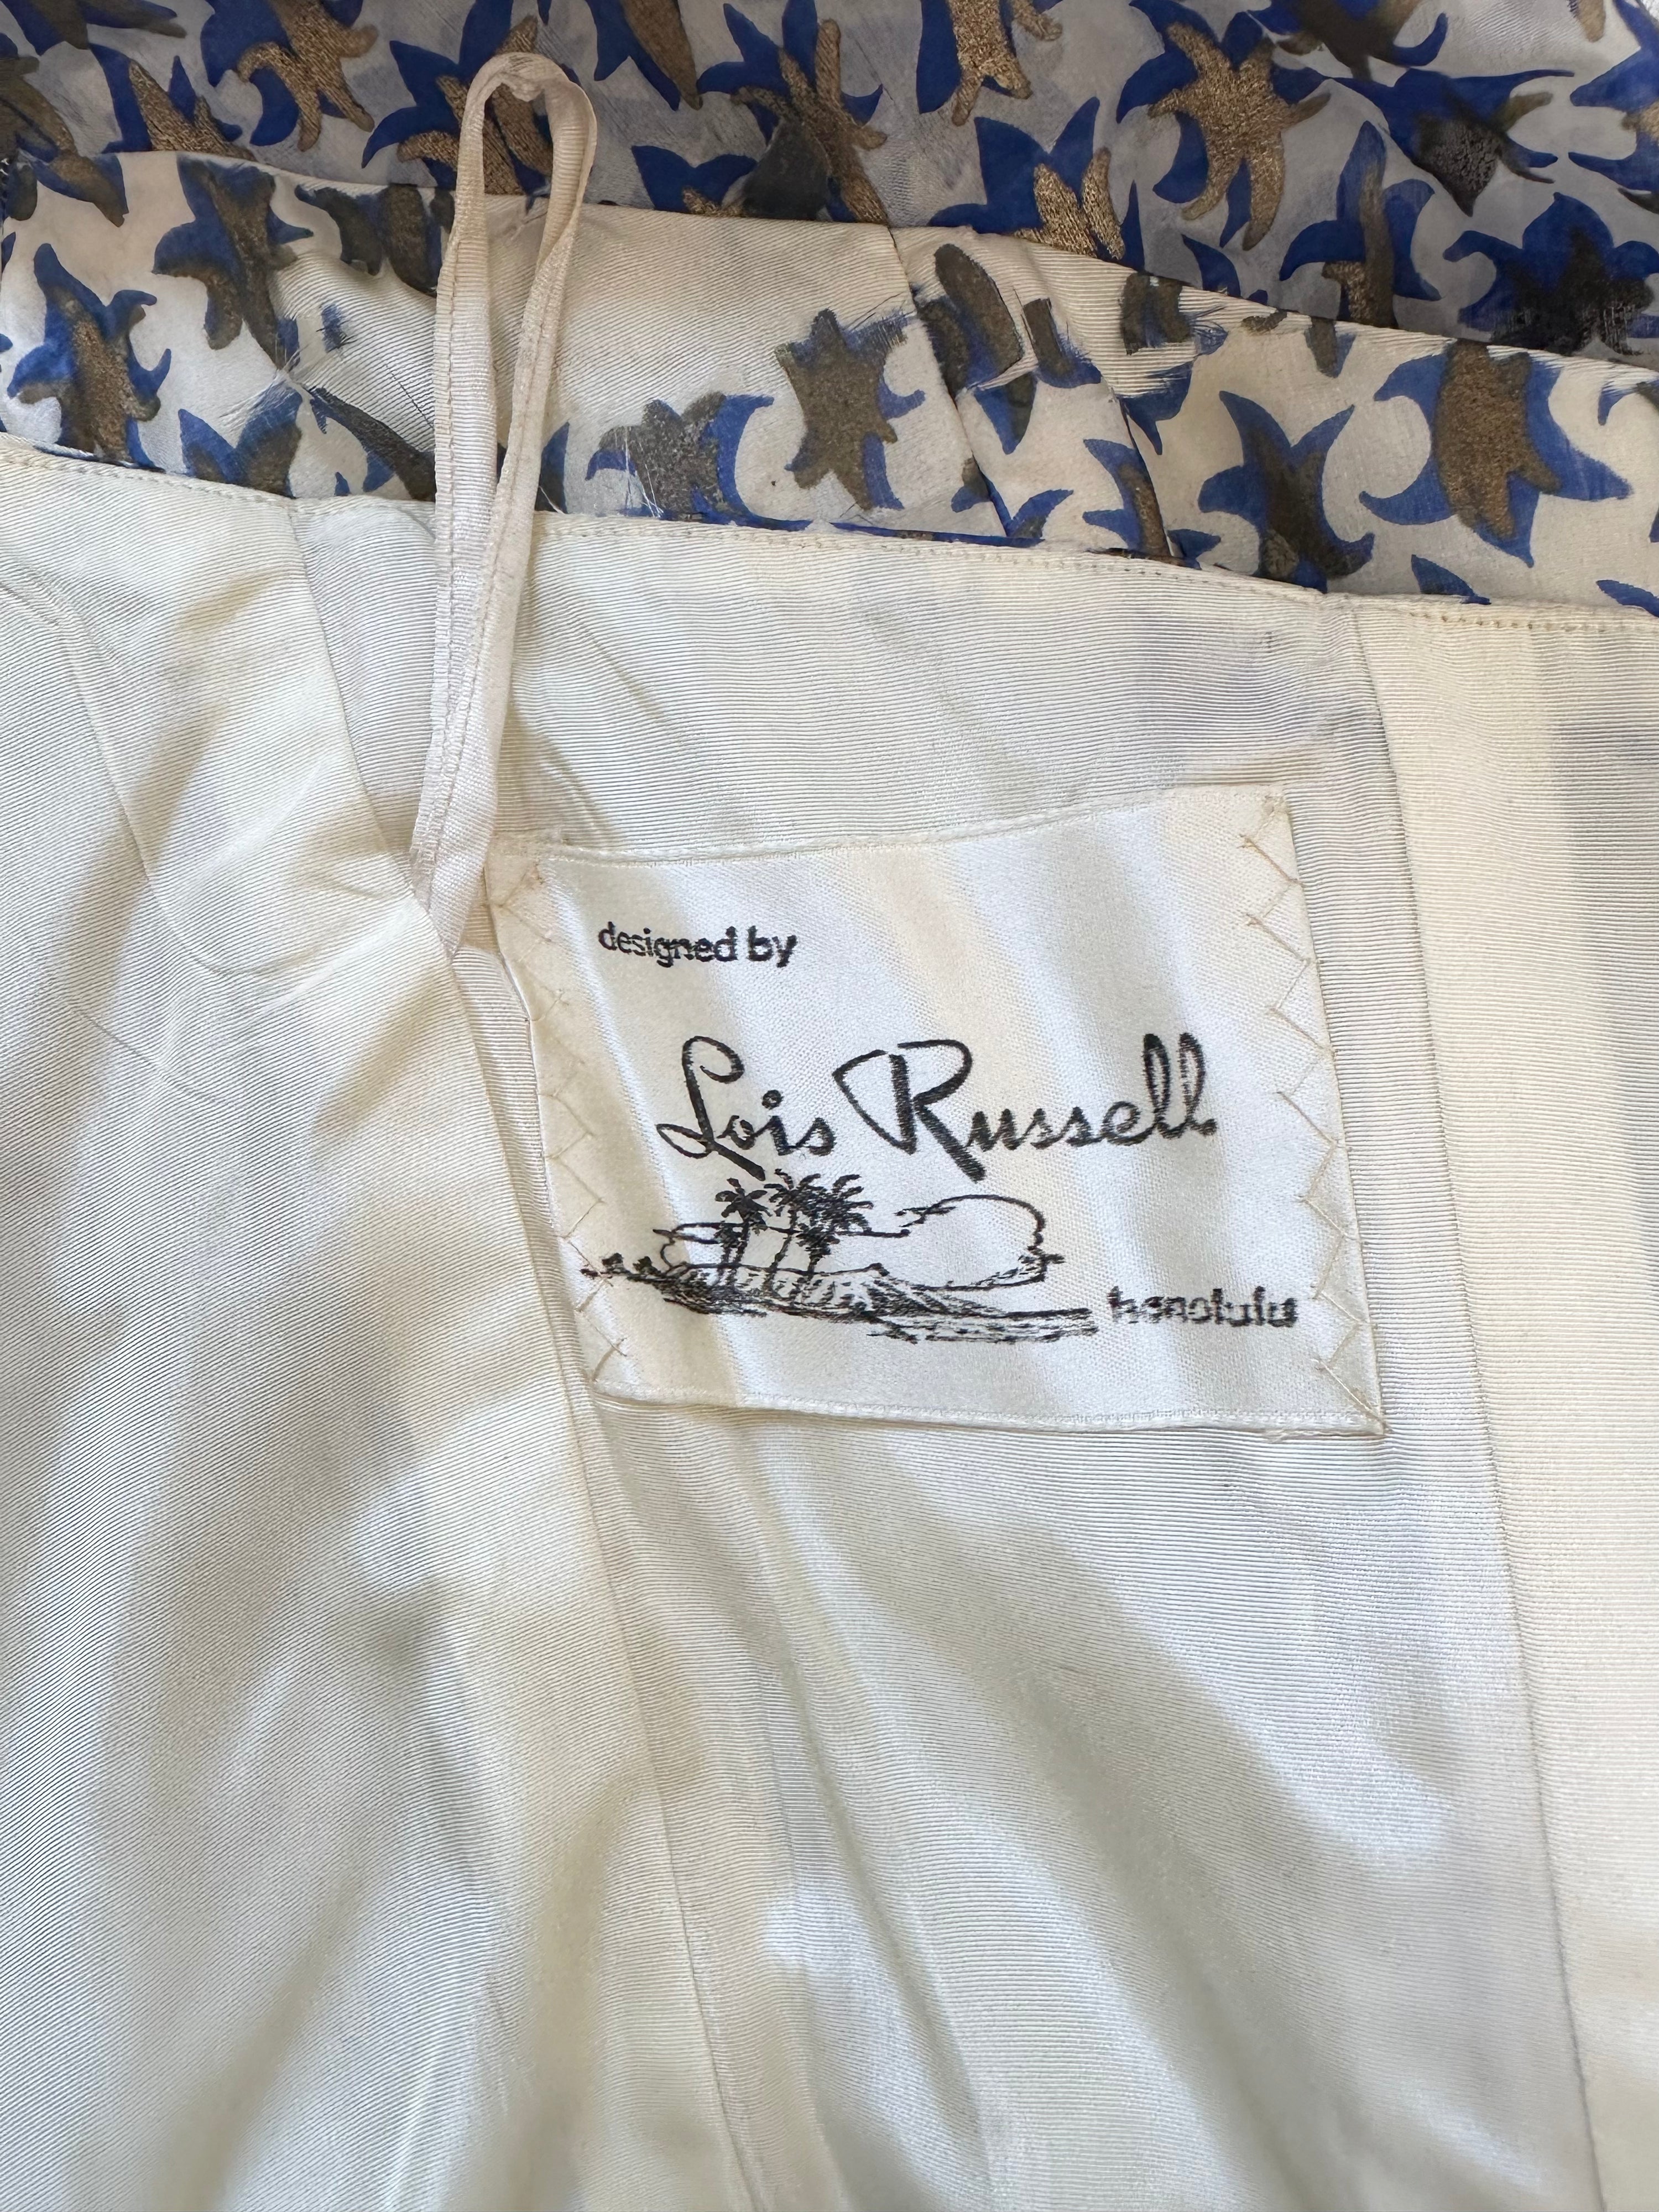 designed by
Lois Russell
honolulu